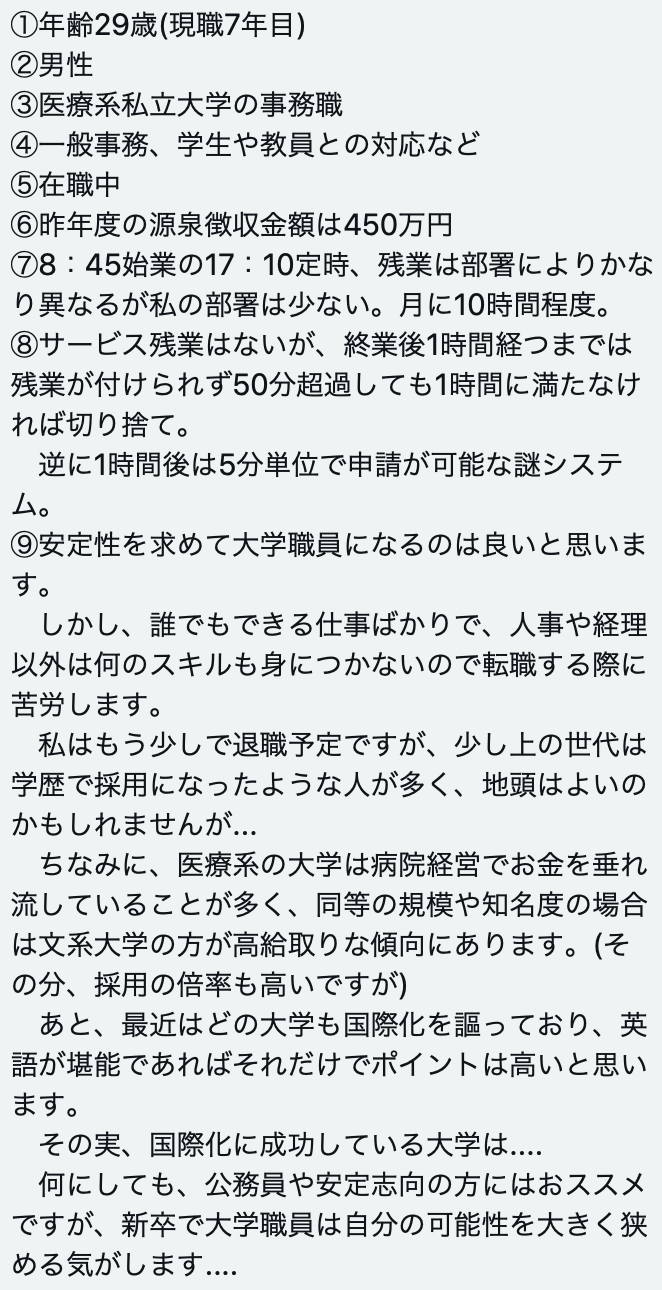 ①年齢29歳(現職7年目)
②男性
③医療系私立大学の事務職
④一般事務、学生や教員との対応など
⑤在職中
⑥昨年度の源泉徴収金額は450万円
⑦8：45始業の17：10定時、残業は部署によりかな
り異なるが私の部署は少ない。月に10時間程度。
⑧サービス残業はないが、終業後1時間経つまでは
残業が付けられず50分超過しても1時間に満たなけ
れば切り捨て。
　逆に1時間後は5分単位で申請が可能な謎システ
ム。
⑨安定性を求めて大学職員になるのは良いと思いま
す。
　しかし、誰でもできる仕事ばかりで、人事や経理
以外は何のスキルも身につかないので転職する際に
苦労します。
　私はもう少しで退職予定ですが、少し上の世代は
学歴で採用になったような人が多く、地頭はよいの
かもしれませんが...
　ちなみに、医療系の大学は病院経営でお金を垂れ
流していることが多く、同等の規模や知名度の場合
は文系大学の方が高給取りな傾向にあります。(そ
の分、採用の倍率も高いですが)
　あと、最近はどの大学も国際化を謳っており、英
語が堪能であればそれだけでポイントは高いと思い
ます。
　その実、国際化に成功している大学は....
　何にしても、公務員や安定志向の方にはおススメ
ですが、新卒で大学職員は自分の可能性を大きく狭
める気がします....